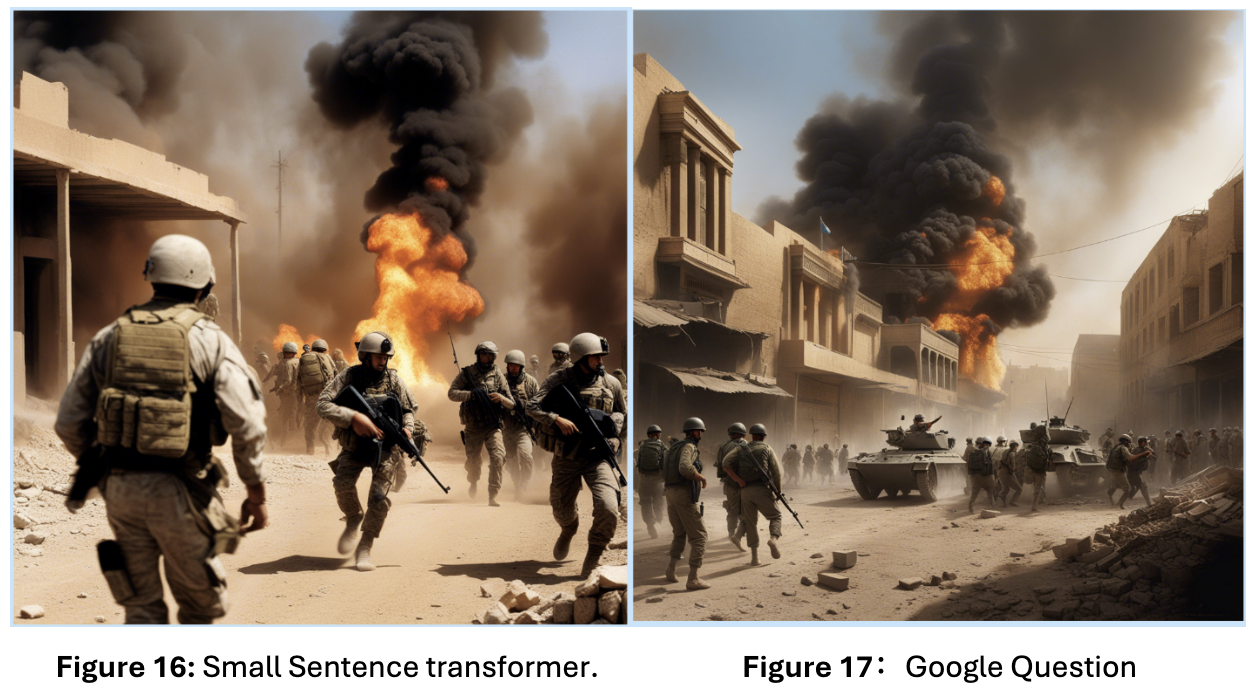 Figure 16: Small Sentence transformer.
Figure 17： Google Question